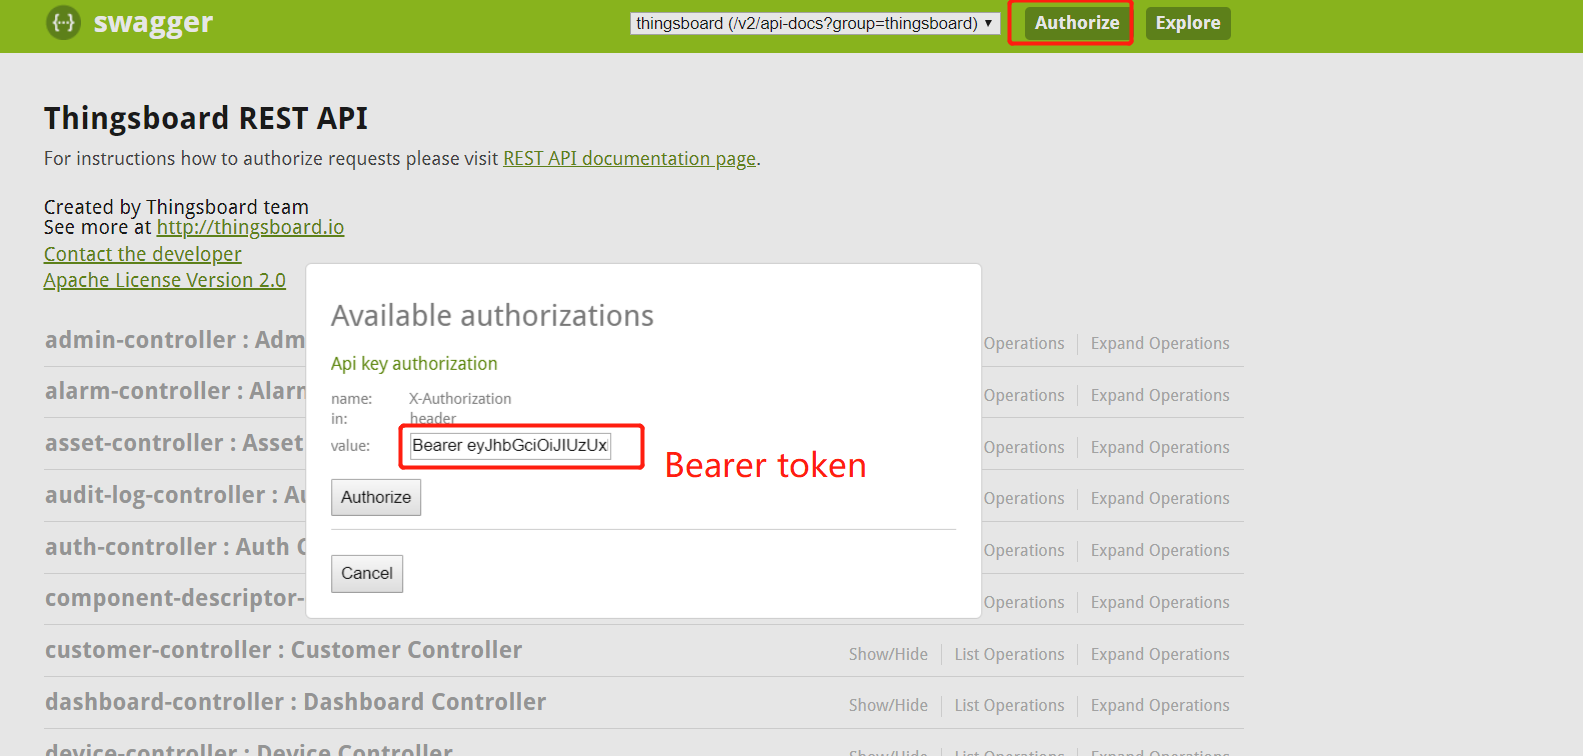 {···} swagger
thingsboard (/v2/api-docs?group=thingsboard) ▼ Authorize Explore
Thingsboard REST API
For instructions how to authorize requests please visit REST API documentation page.
Created by Thingsboard team
See more at http://thingsboard.io
Contact the developer
Apache License Version 2.0
Available authorizations
Api key authorization
name: X-Authorization
in: header
value: Bearer eyJhbGciOiJIUzUx
Bearer token
Authorize
Cancel
admin-controller : Adm Operations Expand Operations
alarm-controller : Alarm Operations Expand Operations
asset-controller : Asset Operations Expand Operations
audit-log-controller : Au Operations Expand Operations
auth-controller : Auth C Operations Expand Operations
component-descriptor- Operations Expand Operations
customer-controller : Customer Controller Show/Hide List Operations Expand Operations
dashboard-controller : Dashboard Controller Show/Hide List Operations Expand Operations
device-controller : Device Controller Show/Hide List Operations Expand Operations